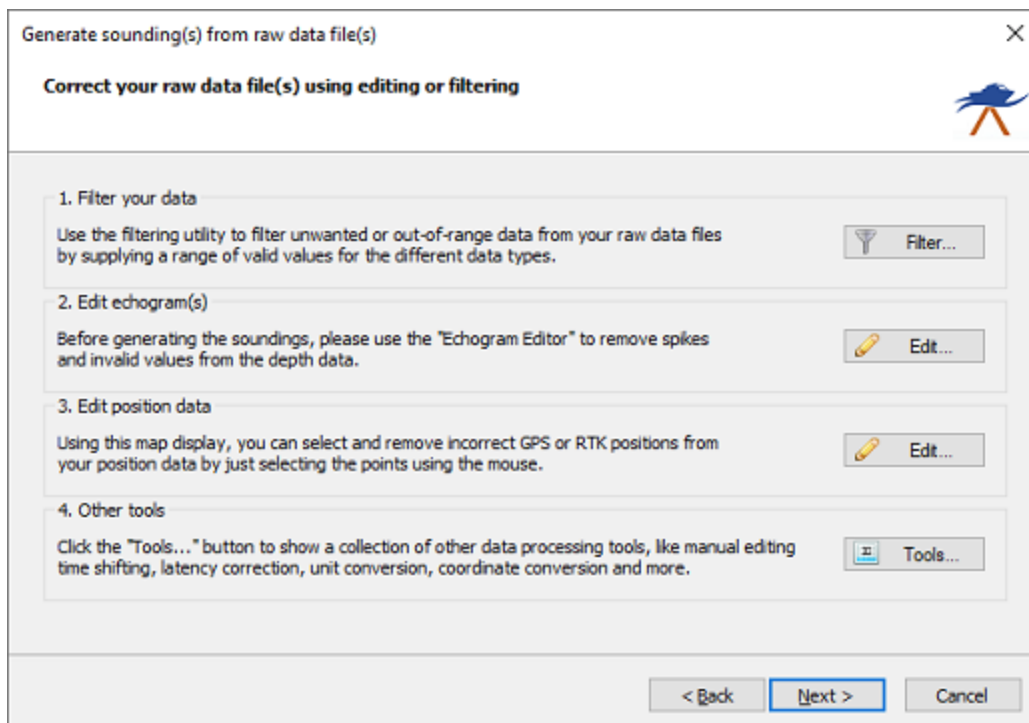 Generate sounding(s) from raw data file(s)
Correct your raw data file(s) using editing or filtering
1. Filter your data
Use the filtering utility to filter unwanted or out-of-range data from your raw data files
by supplying a range of valid values for the different data types.
Filter...
2. Edit echogram(s)
Before generating the soundings, please use the "Echogram Editor" to remove spikes
and invalid values from the depth data.
Edit...
3. Edit position data
Using this map display, you can select and remove incorrect GPS or RTK positions from
your position data by just selecting the points using the mouse.
Edit...
4. Other tools
Click the "Tools..." button to show a collection of other data processing tools, like manual editing
time shifting, latency correction, unit conversion, coordinate conversion and more.
Tools...
< Back Next > Cancel